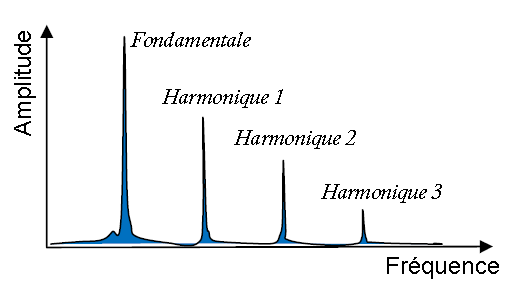 Fondamentale
Harmonique 1
Harmonique 2
Harmonique 3
Amplitude
Fréquence